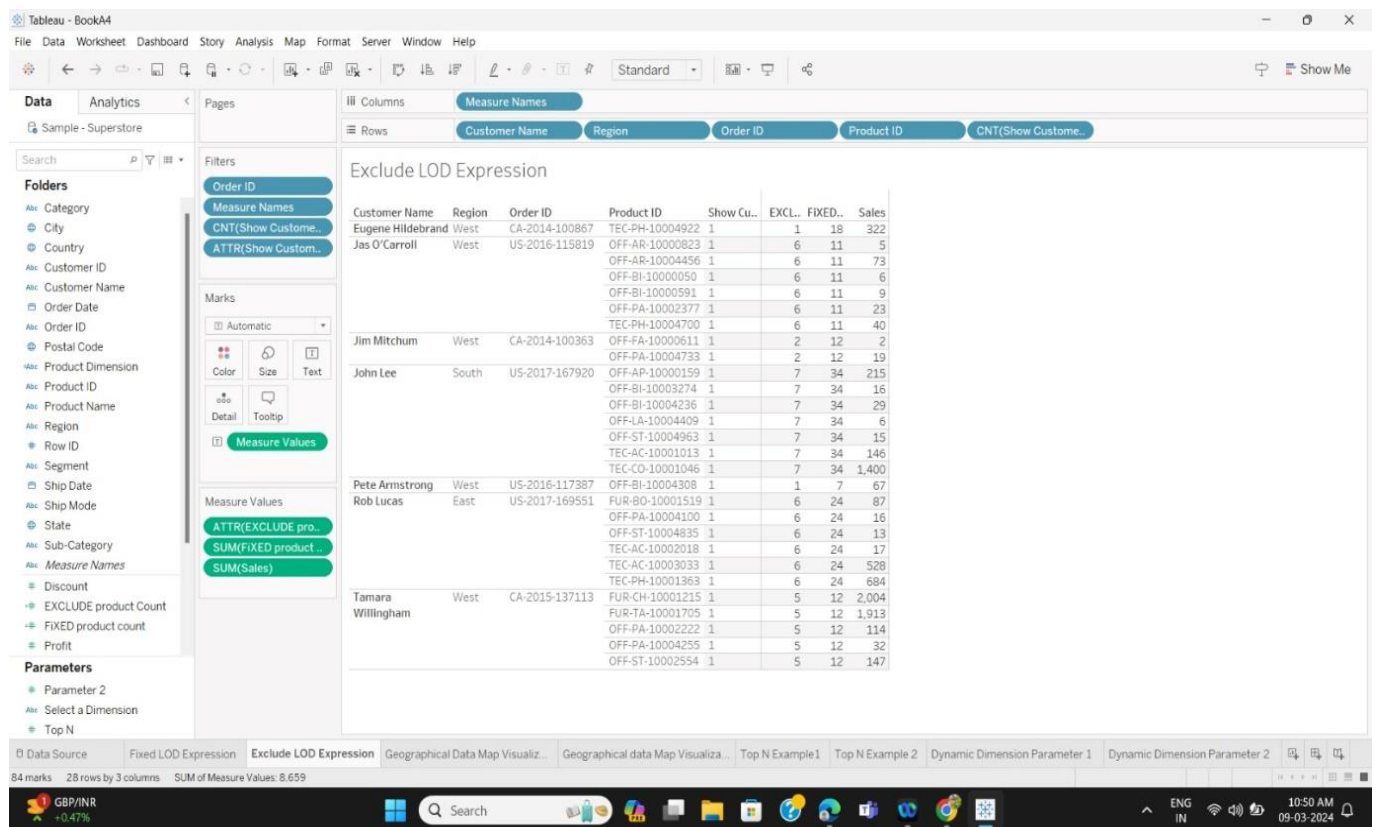 Tableau - BookA4
File Data Worksheet Dashboard Story Analysis Map Format Server Window Help
Standard
Show Me
Data Analytics
Sample - Superstore
Search
Folders
Abc Category
City
Country
Abc Customer ID
Abc Customer Name
Order Date
Abc Order ID
Postal Code
Abc Product Dimension
Abc Product ID
Abc Product Name
Abc Region
Row ID
Abc Segment
Ship Date
Abc Ship Mode
State
Abc Sub-Category
Abc Measure Names
Discount
EXCLUDE product Count
FiXED product count
Profit
Parameters
Parameter 2
Abc Select a Dimension
Top N
Pages
Filters
Order ID
Measure Names
CNT(Show Custome..
ATTR(Show Custom..
Marks
Automatic
Color Size Text
Detail Tooltip
Measure Values
Measure Values
ATTR(EXCLUDE pro..
SUM(FiXED product ..
SUM(Sales)
Columns Measure Names
Rows Customer Name Region Order ID Product ID CNT(Show Custome..
Exclude LOD Expression
Customer Name Region Order ID Product ID Show Cu.. EXCL.. FiXED.. Sales
Eugene Hildebrand West CA-2014-100867 TEC-PH-10004922 1 1 18 322
Jas O'Carroll West US-2016-115819 OFF-AR-10000823 1 6 11 5
OFF-AR-10004456 1 6 11 73
OFF-BI-10000050 1 6 11 6
OFF-BI-10000591 1 6 11 9
OFF-PA-10002377 1 6 11 23
TEC-PH-10004700 1 6 11 40
Jim Mitchum West CA-2014-100363 OFF-FA-10000611 1 2 12 2
OFF-PA-10004733 1 2 12 19
John Lee South US-2017-167920 OFF-AP-10000159 1 7 34 215
OFF-BI-10003274 1 7 34 16
OFF-BI-10004236 1 7 34 29
OFF-LA-10004409 1 7 34 6
OFF-ST-10004963 1 7 34 15
TEC-AC-10001013 1 7 34 146
TEC-CO-10001046 1 7 34 1,400
Pete Armstrong West US-2016-117387 OFF-BI-10004308 1 1 7 67
Rob Lucas East US-2017-169551 FUR-BO-10001519 1 6 24 87
OFF-PA-10004100 1 6 24 16
OFF-ST-10004835 1 6 24 13
TEC-AC-10002018 1 6 24 17
TEC-AC-10003033 1 6 24 528
TEC-PH-10001363 1 6 24 684
Tamara West CA-2015-137113 FUR-CH-10001215 1 5 12 2,004
Willingham FUR-TA-10001705 1 5 12 1,913
OFF-PA-10002222 1 5 12 114
OFF-PA-10004255 1 5 12 32
OFF-ST-10002554 1 5 12 147
Data Source Fixed LOD Expression Exclude LOD Expression Geographical Data Map Visualiz... Geographical data Map Visualiza... Top N Example1 Top N Example 2 Dynamic Dimension Parameter 1 Dynamic Dimension Parameter 2
84 marks 28 rows by 3 columns SUM of Measure Values: 8,659
1 GBP/INR
+0.47%
Search
ENG
IN
10:50 AM
09-03-2024